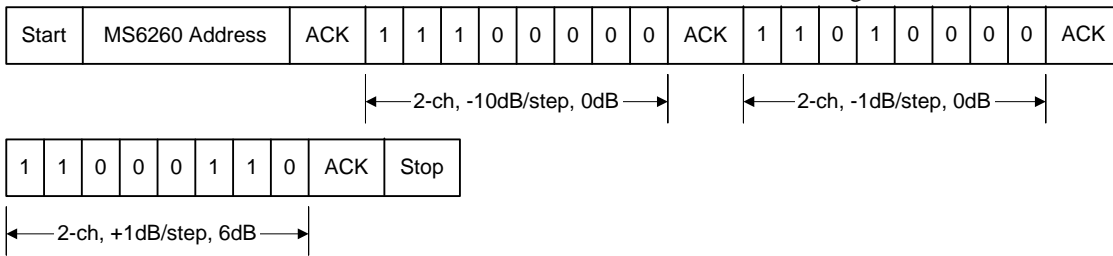 Start MS6260 Address ACK 1 1 1 0 0 0 0 0 ACK 1 1 0 1 0 0 0 0 ACK
2-ch, -10dB/step, 0dB 2-ch, -1dB/step, 0dB
1 1 0 0 0 1 1 0 ACK Stop
2-ch, +1dB/step, 6dB